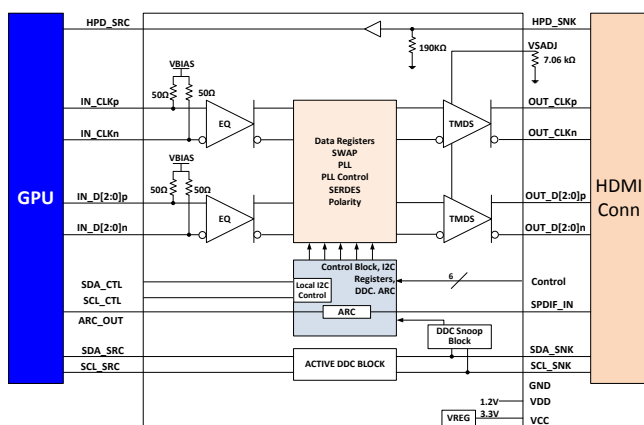 HPD_SRC
HPD_SNK
190KΩ
VSADJ
7.06 kΩ
VBIAS
50Ω
50Ω
IN_CLKp
IN_CLKn
EQ
TMDS
OUT_CLKp
OUT_CLKn
Data Registers
SWAP
PLL
PLL Control
SERDES
Polarity
VBIAS
50Ω
50Ω
GPU
IN_D[2:0]p
IN_D[2:0]n
EQ
TMDS
OUT_D[2:0]p
OUT_D[2:0]n
HDMI
Conn
Control Block, I2C
Registers,
DDC. ARC
Local I2C
Control
SDA_CTL
SCL_CTL
6
Control
ARC_OUT
ARC
SPDIF_IN
DDC Snoop
Block
SDA_SRC
SCL_SRC
ACTIVE DDC BLOCK
SDA_SNK
SCL_SNK
GND
1.2V
VDD
VREG
3.3V
VCC